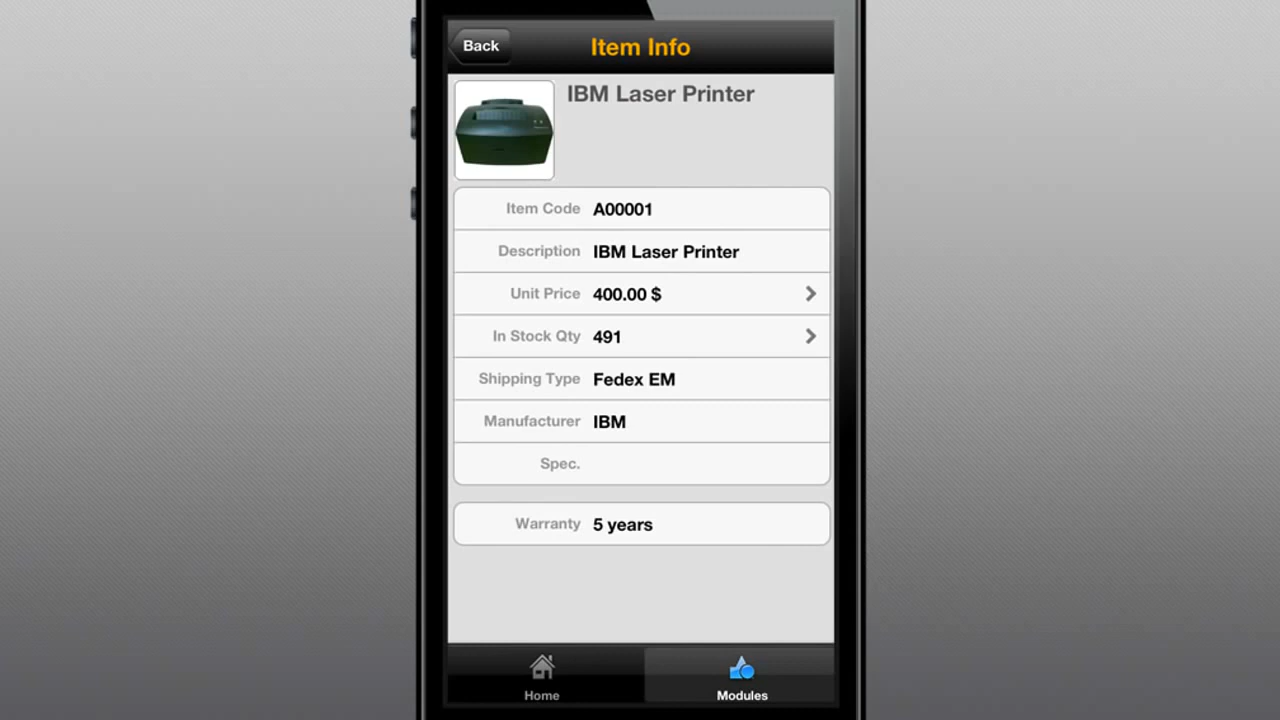 Back
Item Info
IBM Laser Printer
Item Code A00001
Description IBM Laser Printer
Unit Price 400.00 $
In Stock Qty 491
Shipping Type Fedex EM
Manufacturer IBM
Spec.
Warranty 5 years
Home
Modules